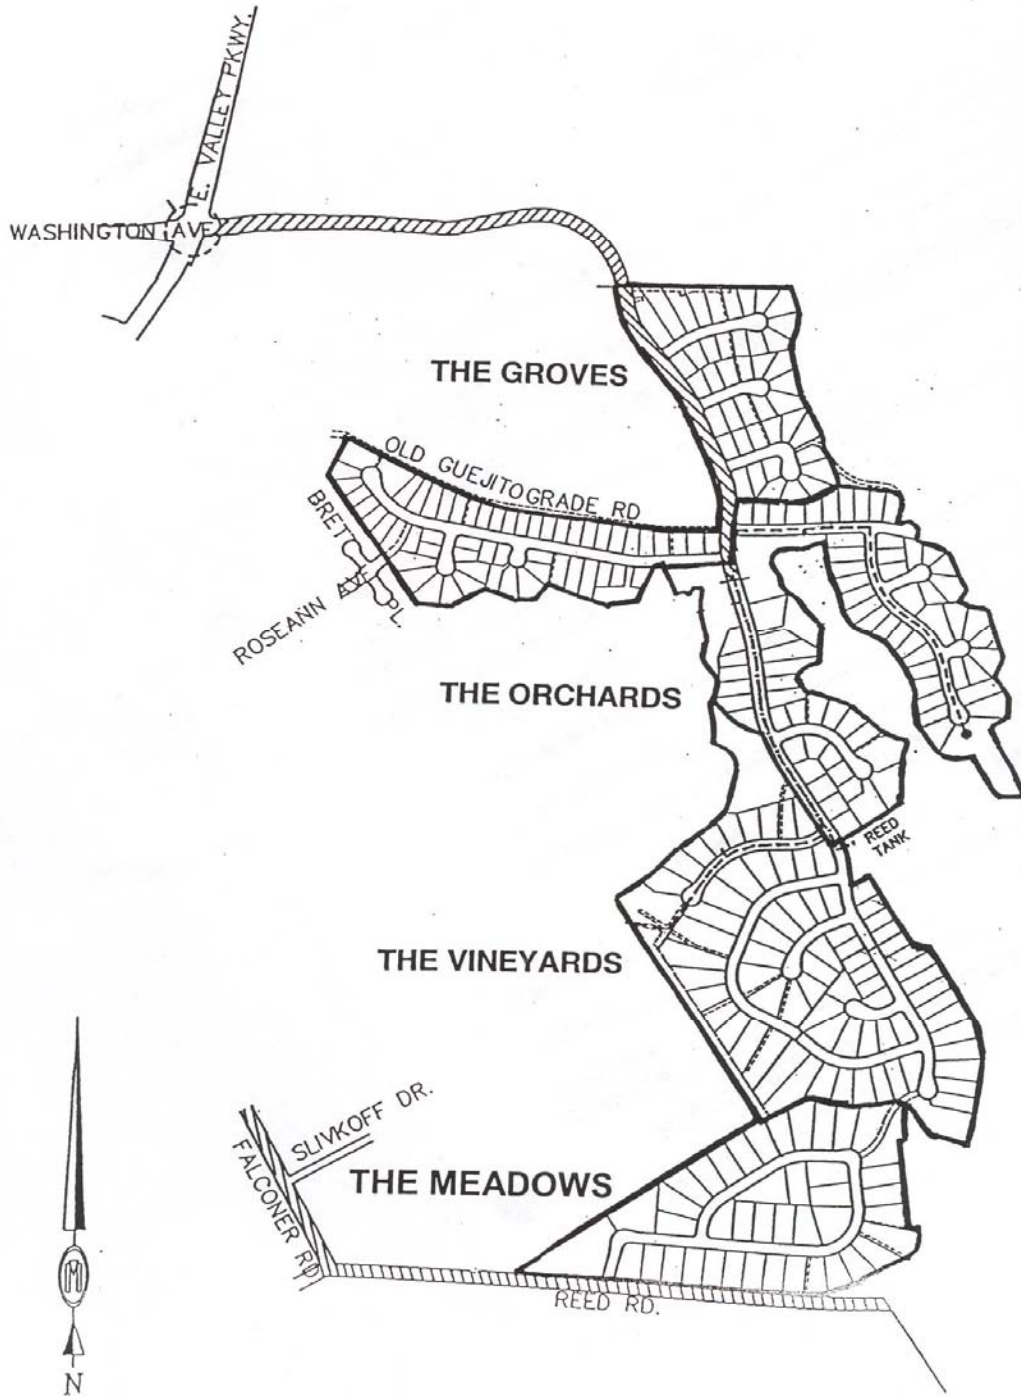 E. VALLEY PKWY.
WASHINGTON AVE
THE GROVES
OLD GUEJITO GRADE RD
BRET PL.
ROSEANN AVE
THE ORCHARDS
REED
TANK
THE VINEYARDS
SLIVKOFF DR.
FALCONER RD
THE MEADOWS
REED RD.
M
N